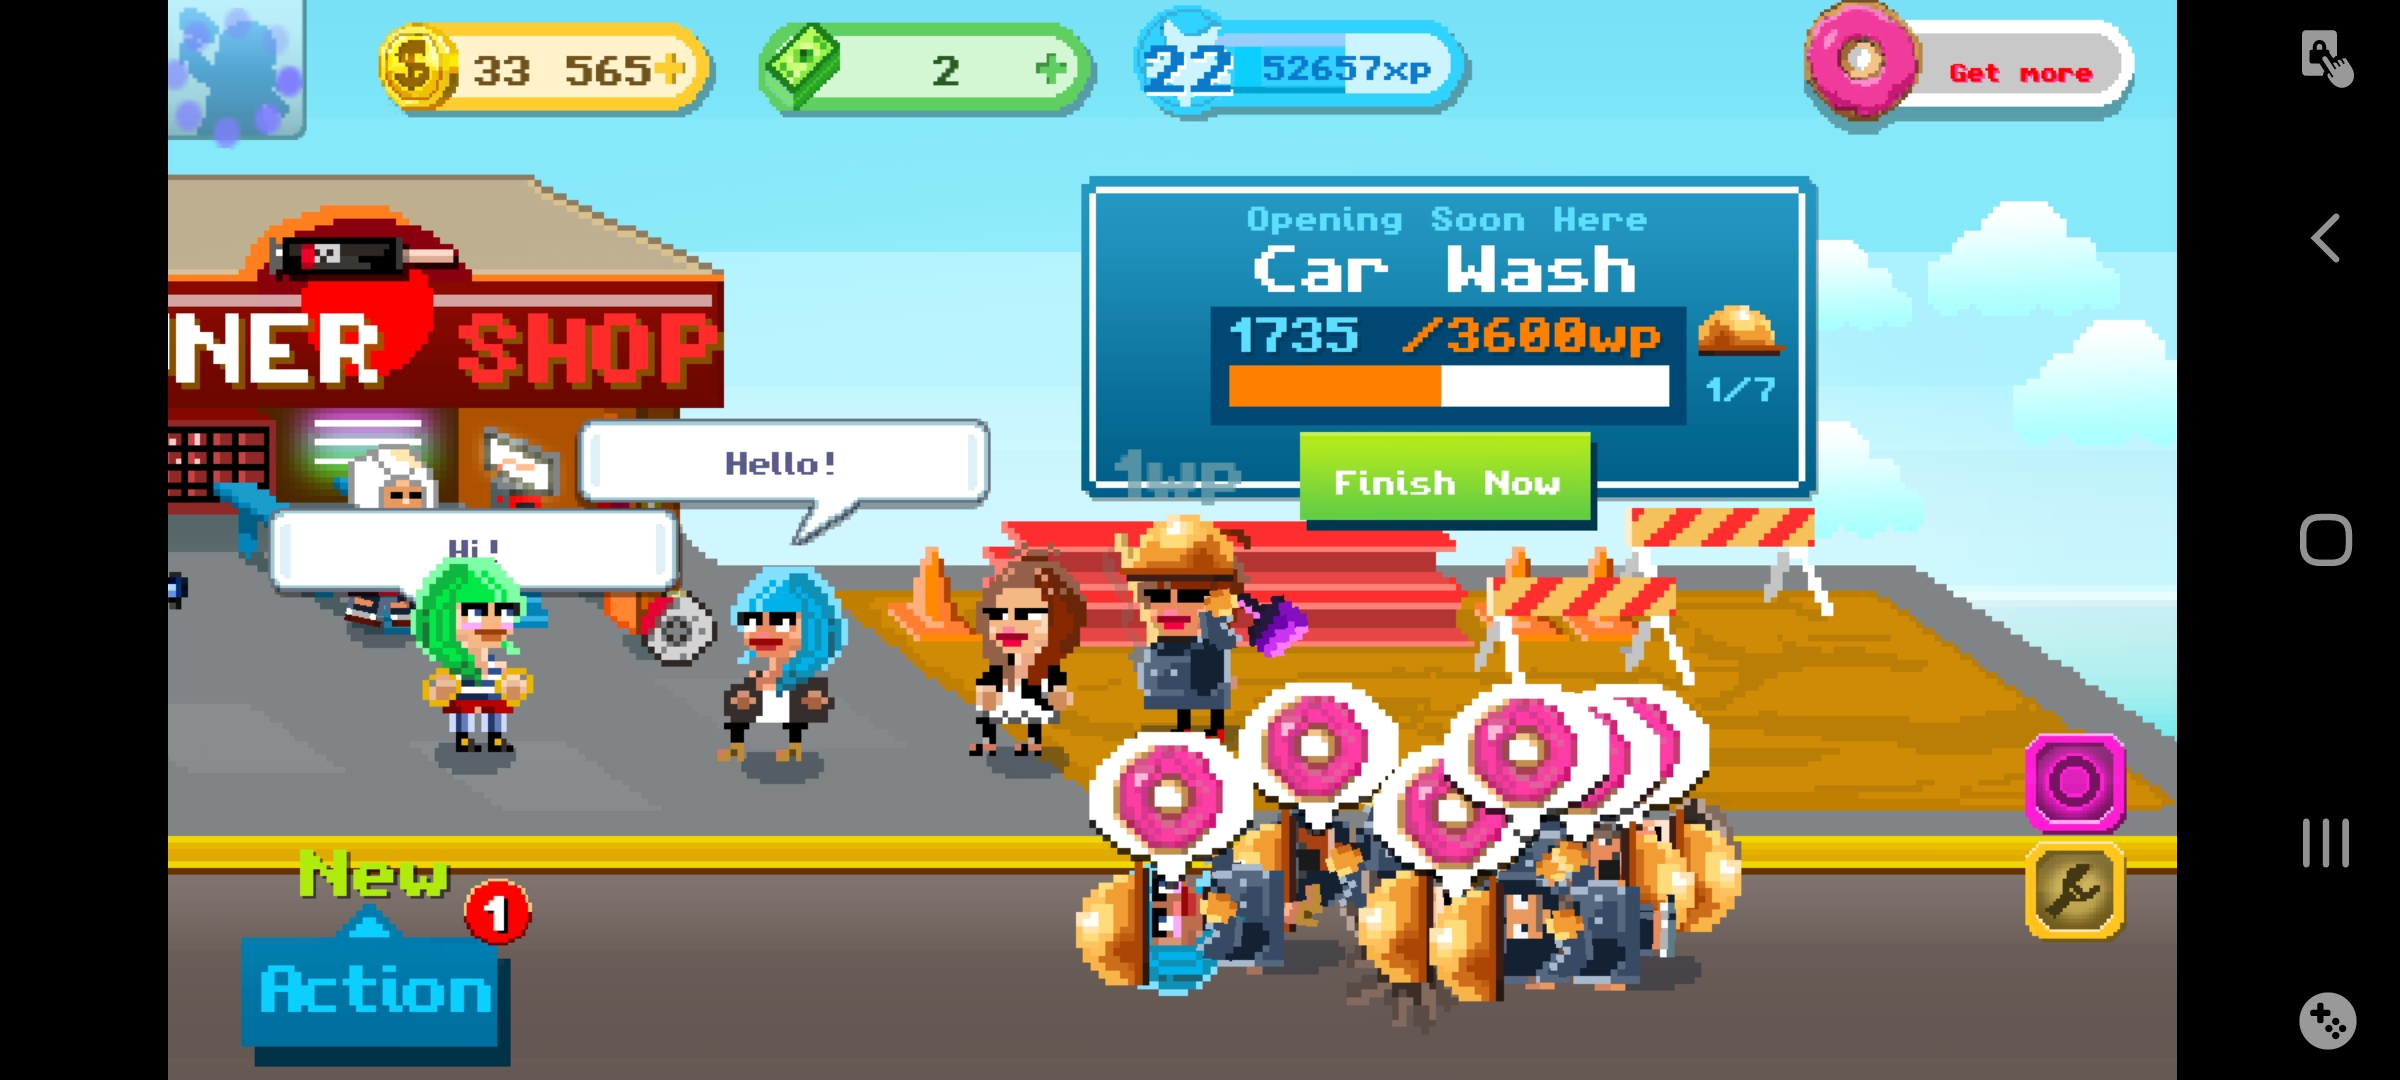 33 565+
2 +
22 52657xp
Get more
Opening Soon Here
Car Wash
1735 /3600wp
1/7
NER SHOP
Hello!
1wp
Finish Now
Hi!
New
1
Action